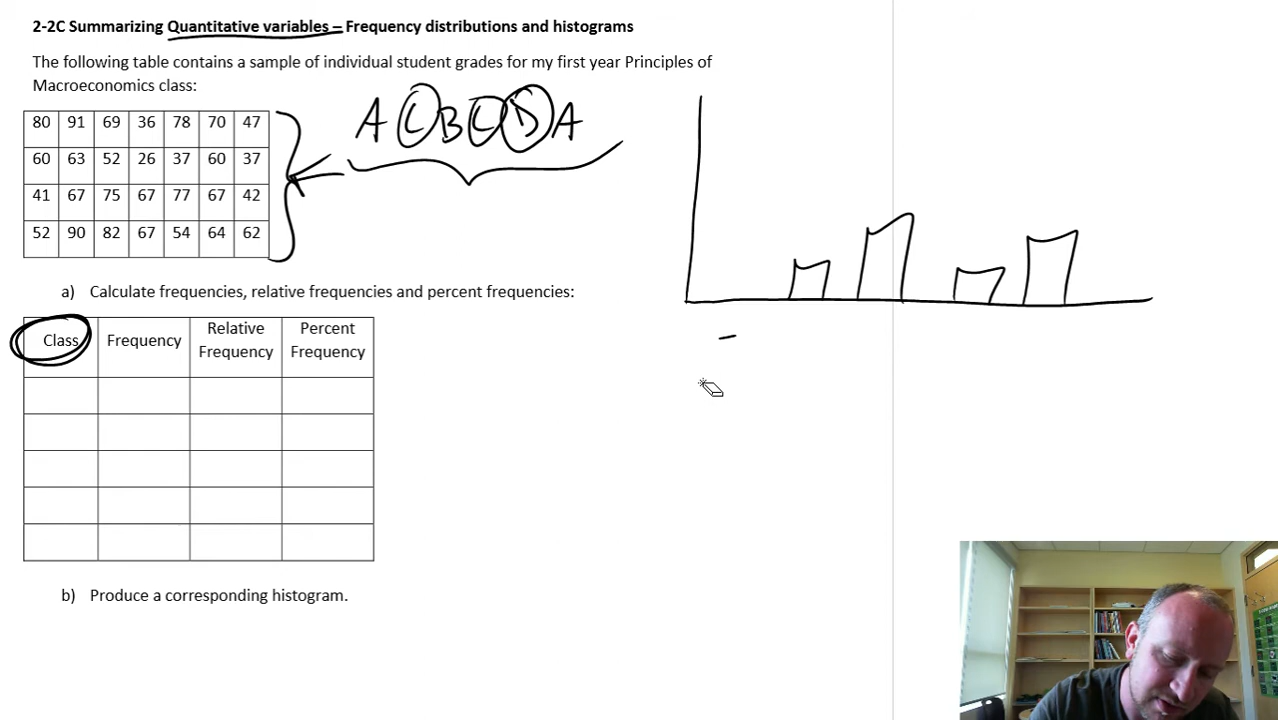 2-2C Summarizing Quantitative variables – Frequency distributions and histograms
The following table contains a sample of individual student grades for my first year Principles of
Macroeconomics class:
80 91 69 36 78 70 47
60 63 52 26 37 60 37
41 67 75 67 77 67 42
52 90 82 67 54 64 62
A C B C D A
a) Calculate frequencies, relative frequencies and percent frequencies:
Class Frequency Relative Frequency Percent Frequency
b) Produce a corresponding histogram.